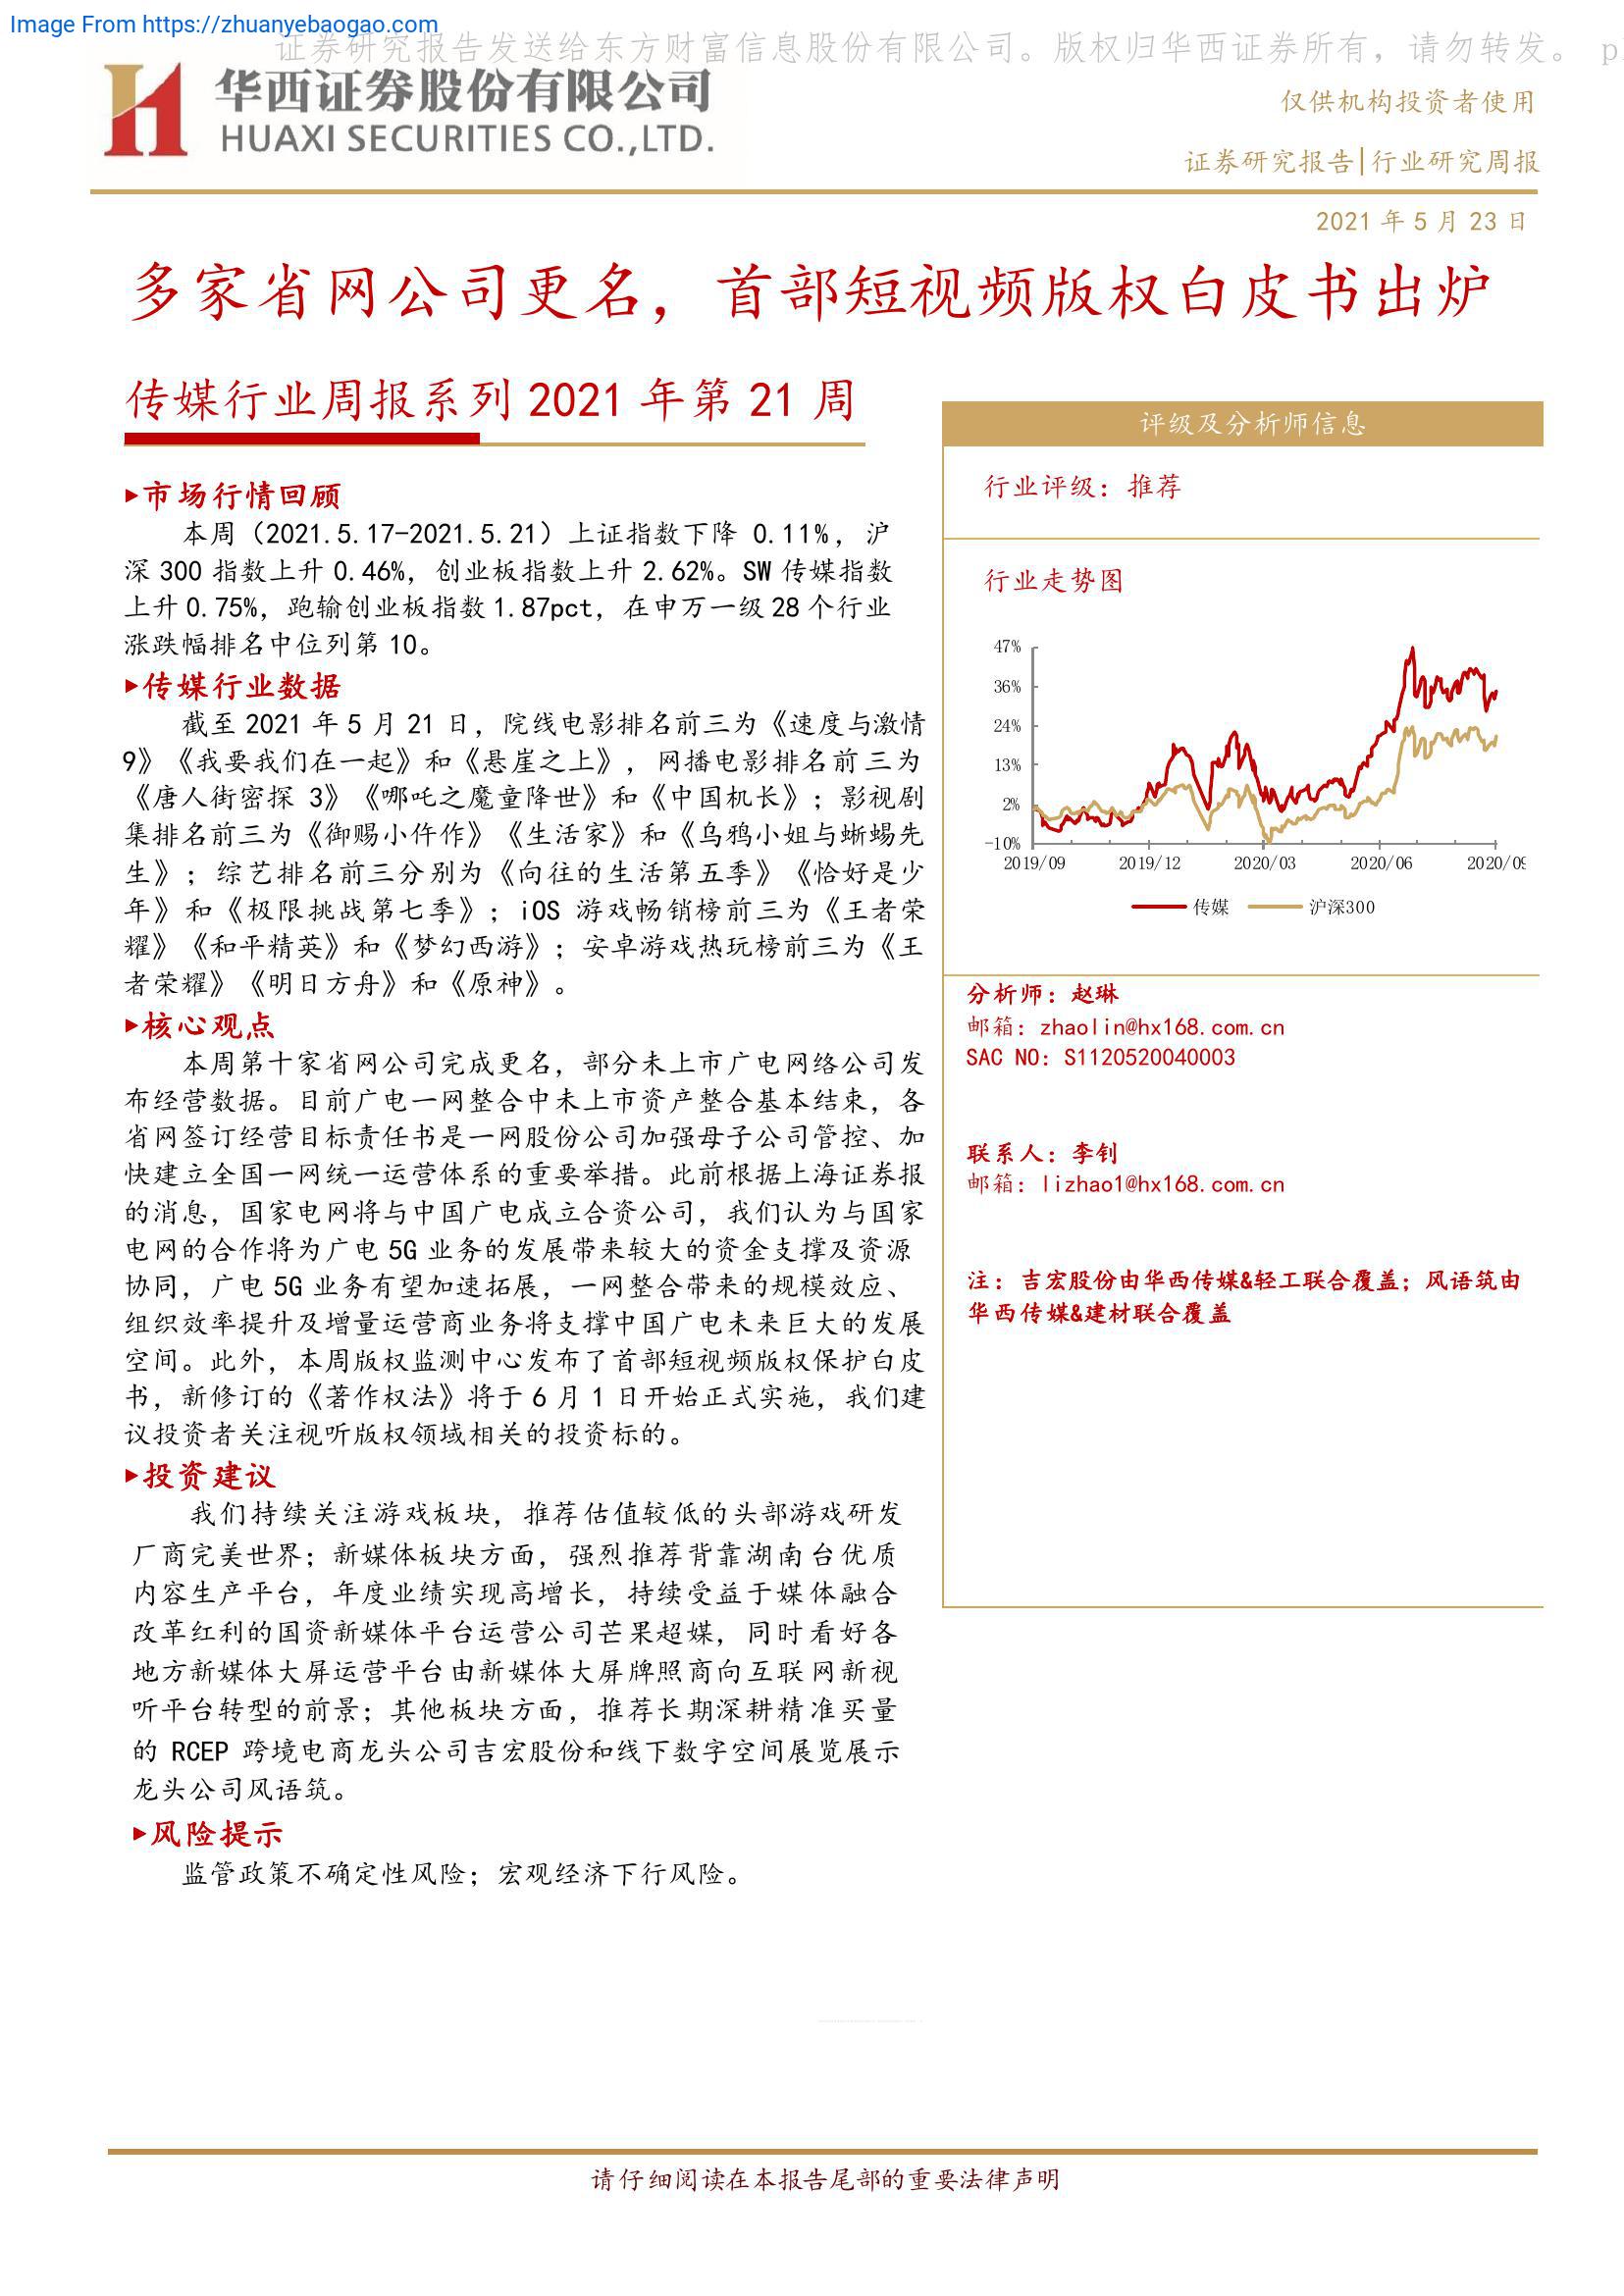 Image From https://zhuanyebaogao.com
证券研究报告发送给东方财富信息股份有限公司。版权归华西证券所有，请勿转发。 p
华西证券股份有限公司
HUAXI SECURITIES CO.,LTD.
仅供机构投资者使用
证券研究报告|行业研究周报
2021 年 5 月 23 日
多家省网公司更名，首部短视频版权白皮书出炉
传媒行业周报系列 2021 年第 21 周
▸市场行情回顾
本周（2021.5.17-2021.5.21）上证指数下降 0.11%，沪
深 300 指数上升 0.46%，创业板指数上升 2.62%。SW 传媒指数
上升 0.75%，跑输创业板指数 1.87pct，在申万一级 28 个行业
涨跌幅排名中位列第 10。
▸传媒行业数据
截至 2021 年 5 月 21 日，院线电影排名前三为《速度与激情
9》《我要我们在一起》和《悬崖之上》，网播电影排名前三为
《唐人街密探 3》《哪吒之魔童降世》和《中国机长》；影视剧
集排名前三为《御赐小仵作》《生活家》和《乌鸦小姐与蜥蜴先
生》；综艺排名前三分别为《向往的生活第五季》《恰好是少
年》和《极限挑战第七季》；iOS 游戏畅销榜前三为《王者荣
耀》《和平精英》和《梦幻西游》；安卓游戏热玩榜前三为《王
者荣耀》《明日方舟》和《原神》。
▸核心观点
本周第十家省网公司完成更名，部分未上市广电网络公司发
布经营数据。目前广电一网整合中未上市资产整合基本结束，各
省网签订经营目标责任书是一网股份公司加强母子公司管控、加
快建立全国一网统一运营体系的重要举措。此前根据上海证券报
的消息，国家电网将与中国广电成立合资公司，我们认为与国家
电网的合作将为广电 5G 业务的发展带来较大的资金支撑及资源
协同，广电 5G 业务有望加速拓展，一网整合带来的规模效应、
组织效率提升及增量运营商业务将支撑中国广电未来巨大的发展
空间。此外，本周版权监测中心发布了首部短视频版权保护白皮
书，新修订的《著作权法》将于 6 月 1 日开始正式实施，我们建
议投资者关注视听版权领域相关的投资标的。
▸投资建议
我们持续关注游戏板块，推荐估值较低的头部游戏研发
厂商完美世界；新媒体板块方面，强烈推荐背靠湖南台优质
内容生产平台，年度业绩实现高增长，持续受益于媒体融合
改革红利的国资新媒体平台运营公司芒果超媒，同时看好各
地方新媒体大屏运营平台由新媒体大屏牌照商向互联网新视
听平台转型的前景；其他板块方面，推荐长期深耕精准买量
的 RCEP 跨境电商龙头公司吉宏股份和线下数字空间展览展示
龙头公司风语筑。
▸风险提示
监管政策不确定性风险；宏观经济下行风险。
评级及分析师信息
行业评级：推荐
行业走势图
47%
36%
24%
13%
2%
-10%
2019/09 2019/12 2020/03 2020/06 2020/09
传媒 沪深300
分析师：赵琳
邮箱：zhaolin@hx168.com.cn
SAC NO：S1120520040003
联系人：李钊
邮箱：lizhao1@hx168.com.cn
注：吉宏股份由华西传媒&轻工联合覆盖；风语筑由
华西传媒&建材联合覆盖
请仔细阅读在本报告尾部的重要法律声明